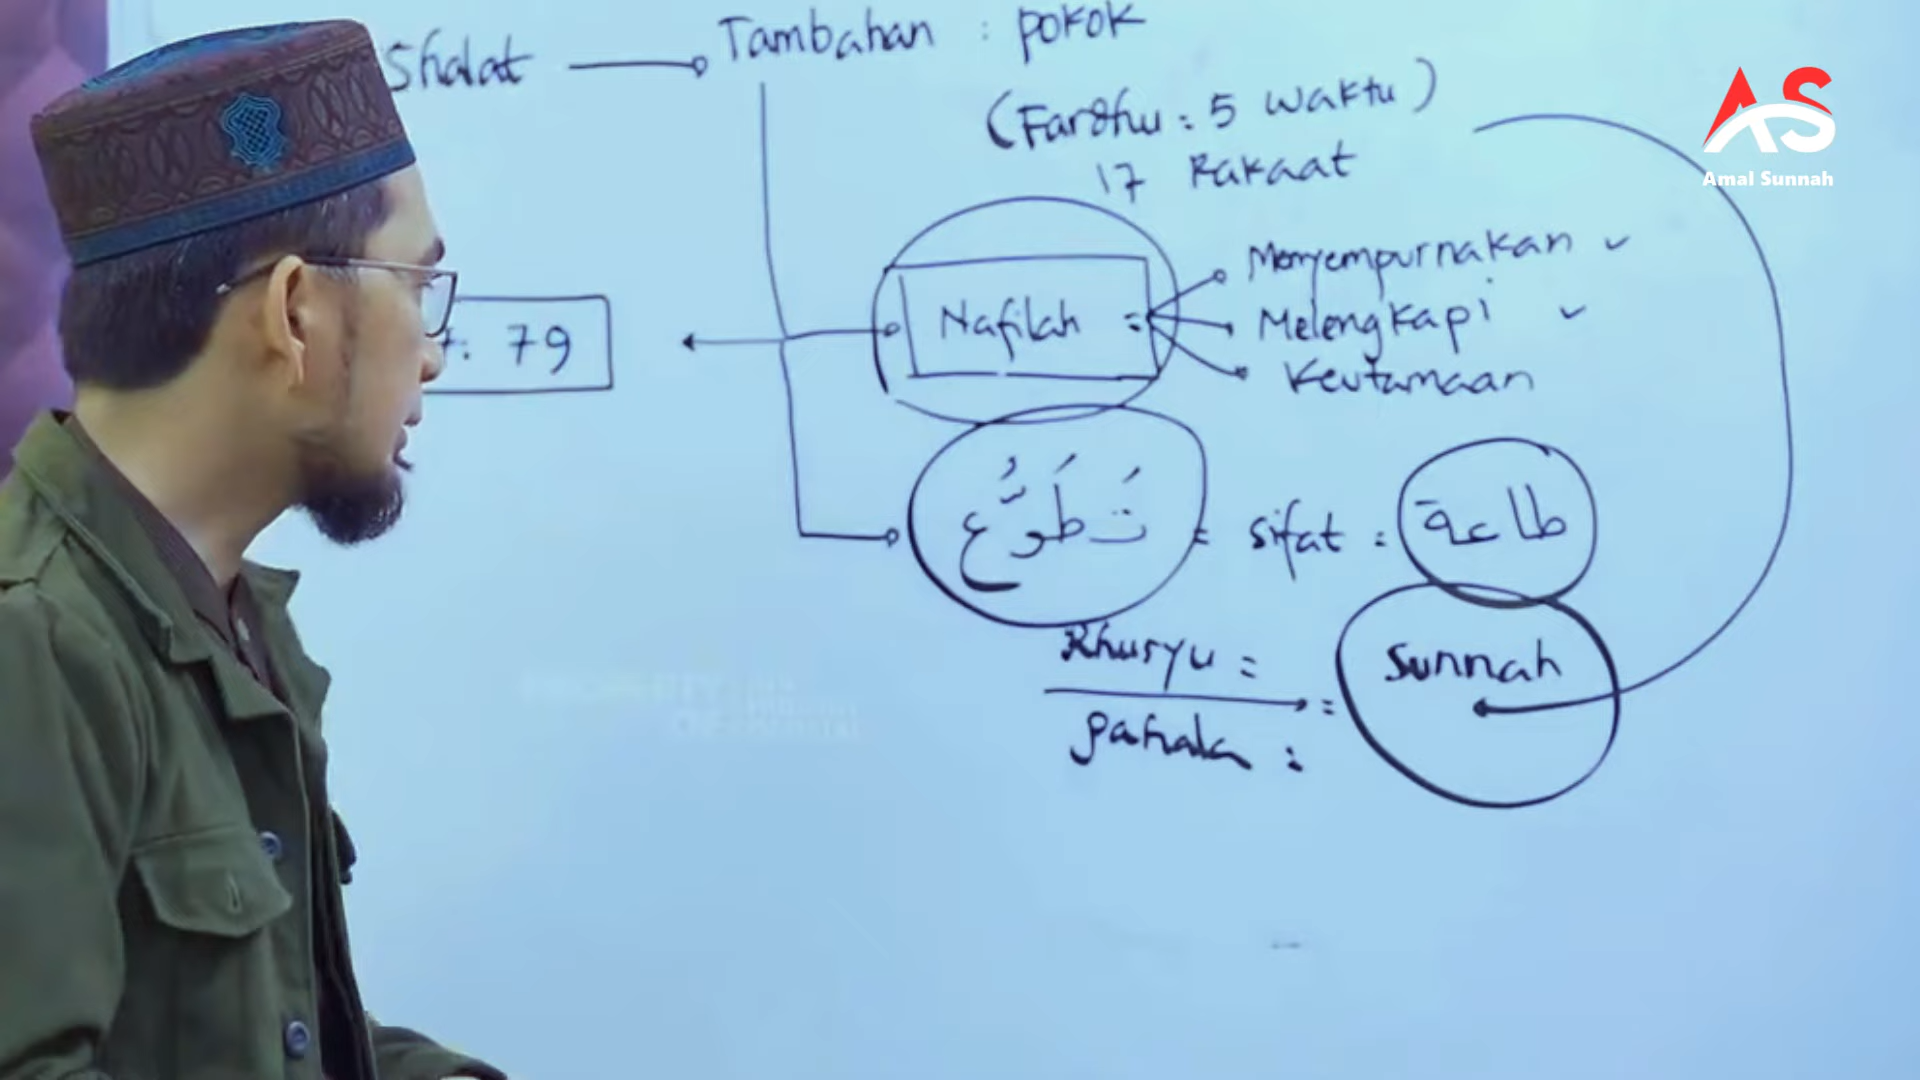 Shalat Tambahan : pokok
(Fardhu : 5 waktu)
17 Rakaat
AS
Amal Sunnah
Menyempurnakan
Nafilah = Melengkapi
Keutamaan
: 79
تَطَوُّع = sifat : طاعة
Khusyu =
= Sunnah
pahala :